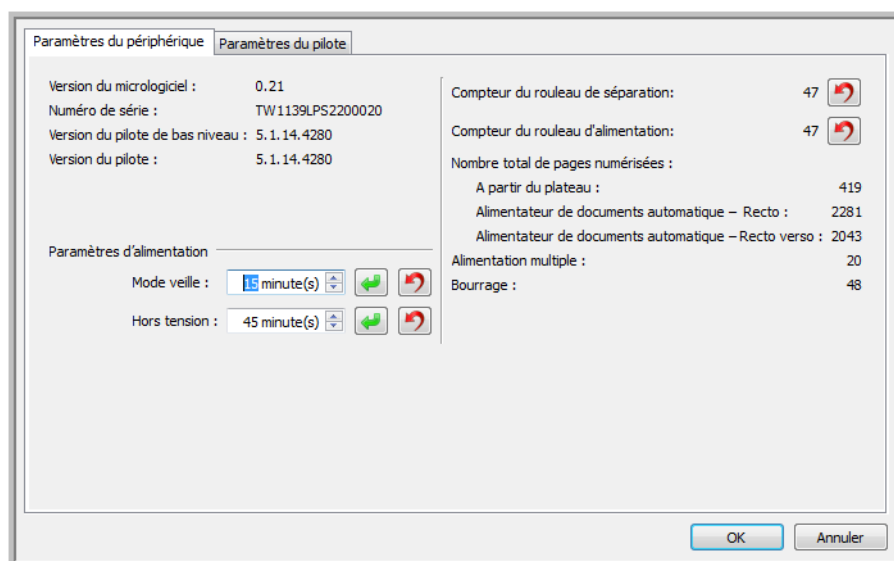 Paramètres du périphérique
Paramètres du pilote
Version du micrologiciel : 0.21
Numéro de série : TW1139LPS2200020
Version du pilote de bas niveau : 5.1.14.4280
Version du pilote : 5.1.14.4280
Paramètres d'alimentation
Mode veille : 15 minute(s)
Hors tension : 45 minute(s)
Compteur du rouleau de séparation: 47
Compteur du rouleau d'alimentation: 47
Nombre total de pages numérisées :
A partir du plateau : 419
Alimentateur de documents automatique – Recto : 2281
Alimentateur de documents automatique – Recto verso : 2043
Alimentation multiple : 20
Bourrage : 48
OK
Annuler